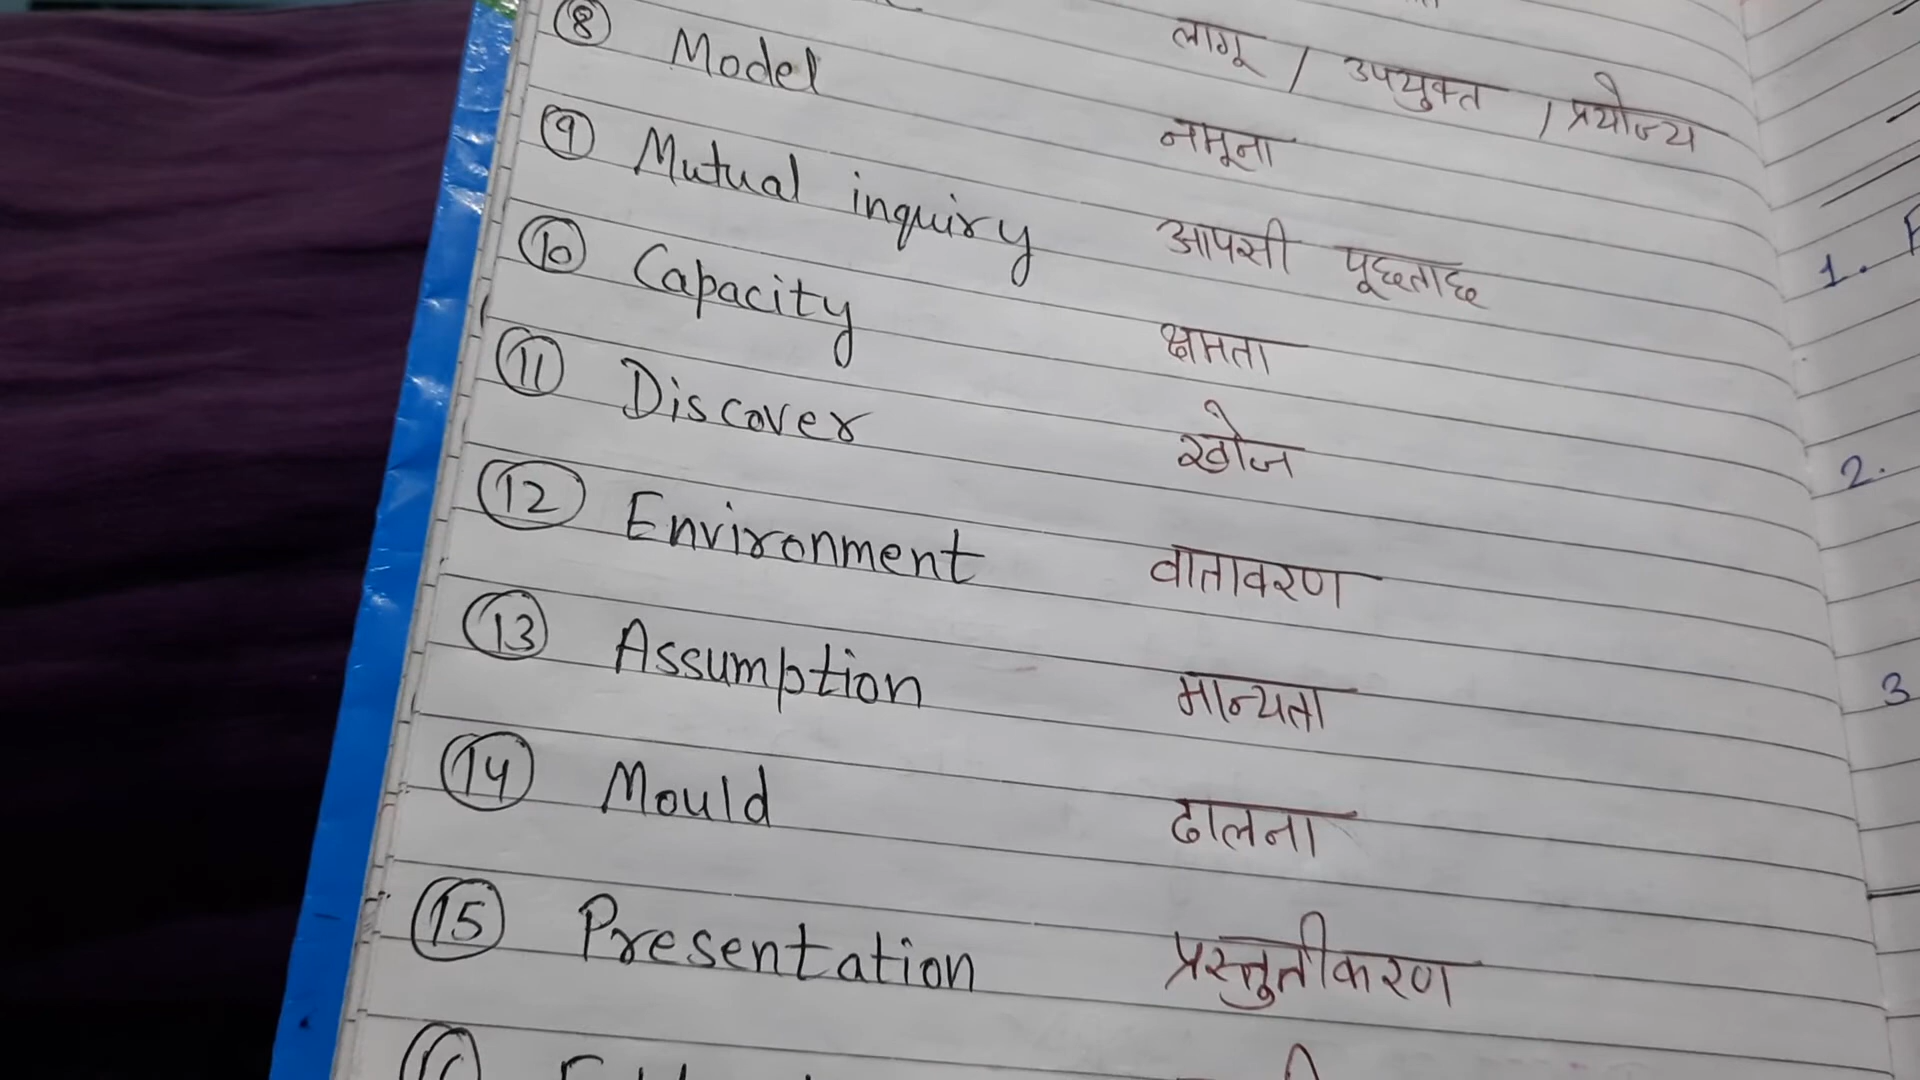 लागू / उपयुक्त / प्रयोज्य
8 Model नमूना
9 Mutual inquiry आपसी पूछताछ
10 Capacity क्षमता
11 Discover खोज
12 Environment वातावरण
13 Assumption मान्यता
14 Mould ढालना
15 Presentation प्रस्तुतीकरण
1.
2.
3